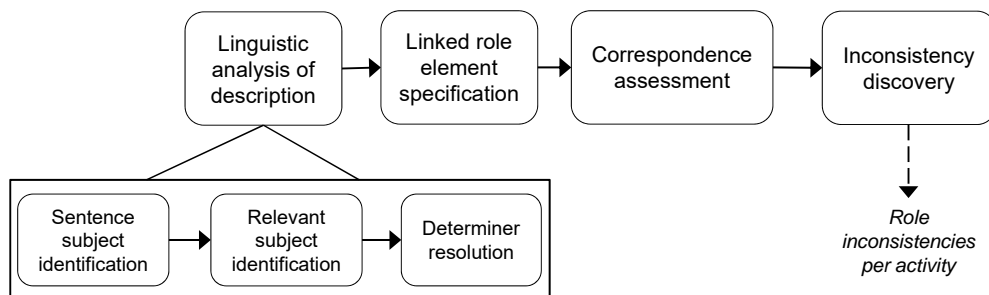 Linguistic
analysis of
description
Linked role
element
specification
Correspondence
assessment
Inconsistency
discovery
Sentence
subject
identification
Relevant
subject
identification
Determiner
resolution
Role
inconsistencies
per activity